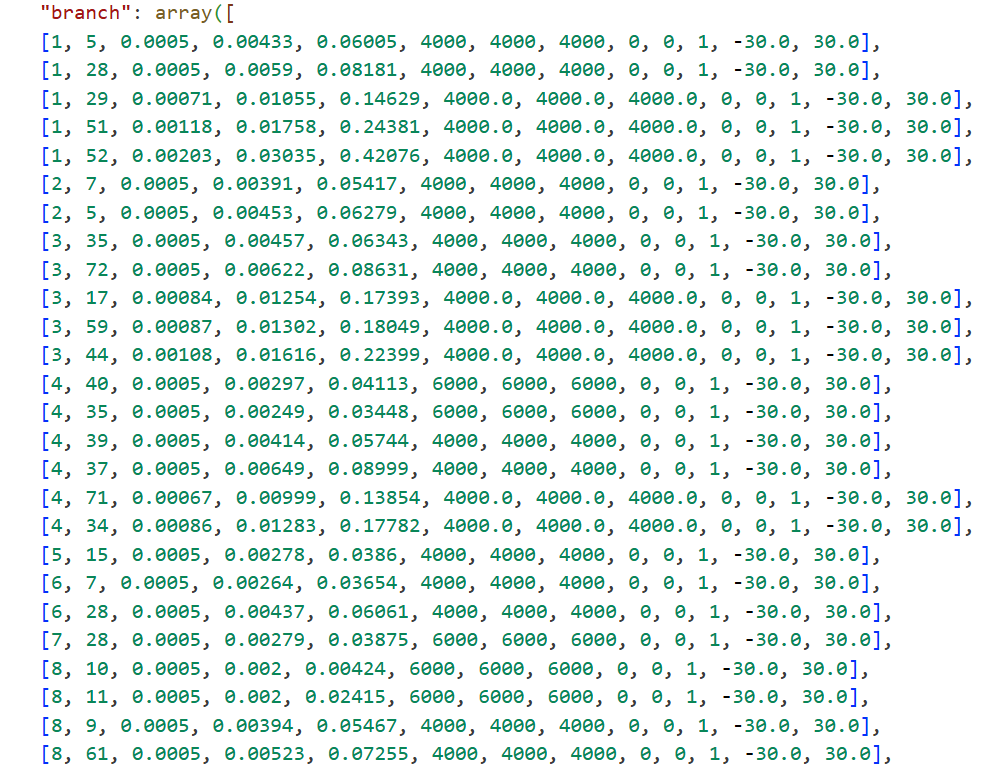 "branch": array([
[1, 5, 0.0005, 0.00433, 0.06005, 4000, 4000, 4000, 0, 0, 1, -30.0, 30.0],
[1, 28, 0.0005, 0.0059, 0.08181, 4000, 4000, 4000, 0, 0, 1, -30.0, 30.0],
[1, 29, 0.00071, 0.01055, 0.14629, 4000.0, 4000.0, 4000.0, 0, 0, 1, -30.0, 30.0],
[1, 51, 0.00118, 0.01758, 0.24381, 4000.0, 4000.0, 4000.0, 0, 0, 1, -30.0, 30.0],
[1, 52, 0.00203, 0.03035, 0.42076, 4000.0, 4000.0, 4000.0, 0, 0, 1, -30.0, 30.0],
[2, 7, 0.0005, 0.00391, 0.05417, 4000, 4000, 4000, 0, 0, 1, -30.0, 30.0],
[2, 5, 0.0005, 0.00453, 0.06279, 4000, 4000, 4000, 0, 0, 1, -30.0, 30.0],
[3, 35, 0.0005, 0.00457, 0.06343, 4000, 4000, 4000, 0, 0, 1, -30.0, 30.0],
[3, 72, 0.0005, 0.00622, 0.08631, 4000, 4000, 4000, 0, 0, 1, -30.0, 30.0],
[3, 17, 0.00084, 0.01254, 0.17393, 4000.0, 4000.0, 4000.0, 0, 0, 1, -30.0, 30.0],
[3, 59, 0.00087, 0.01302, 0.18049, 4000.0, 4000.0, 4000.0, 0, 0, 1, -30.0, 30.0],
[3, 44, 0.00108, 0.01616, 0.22399, 4000.0, 4000.0, 4000.0, 0, 0, 1, -30.0, 30.0],
[4, 40, 0.0005, 0.00297, 0.04113, 6000, 6000, 6000, 0, 0, 1, -30.0, 30.0],
[4, 35, 0.0005, 0.00249, 0.03448, 6000, 6000, 6000, 0, 0, 1, -30.0, 30.0],
[4, 39, 0.0005, 0.00414, 0.05744, 4000, 4000, 4000, 0, 0, 1, -30.0, 30.0],
[4, 37, 0.0005, 0.00649, 0.08999, 4000, 4000, 4000, 0, 0, 1, -30.0, 30.0],
[4, 71, 0.00067, 0.00999, 0.13854, 4000.0, 4000.0, 4000.0, 0, 0, 1, -30.0, 30.0],
[4, 34, 0.00086, 0.01283, 0.17782, 4000.0, 4000.0, 4000.0, 0, 0, 1, -30.0, 30.0],
[5, 15, 0.0005, 0.00278, 0.0386, 4000, 4000, 4000, 0, 0, 1, -30.0, 30.0],
[6, 7, 0.0005, 0.00264, 0.03654, 4000, 4000, 4000, 0, 0, 1, -30.0, 30.0],
[6, 28, 0.0005, 0.00437, 0.06061, 4000, 4000, 4000, 0, 0, 1, -30.0, 30.0],
[7, 28, 0.0005, 0.00279, 0.03875, 6000, 6000, 6000, 0, 0, 1, -30.0, 30.0],
[8, 10, 0.0005, 0.002, 0.00424, 6000, 6000, 6000, 0, 0, 1, -30.0, 30.0],
[8, 11, 0.0005, 0.002, 0.02415, 6000, 6000, 6000, 0, 0, 1, -30.0, 30.0],
[8, 9, 0.0005, 0.00394, 0.05467, 4000, 4000, 4000, 0, 0, 1, -30.0, 30.0],
[8, 61, 0.0005, 0.00523, 0.07255, 4000, 4000, 4000, 0, 0, 1, -30.0, 30.0],